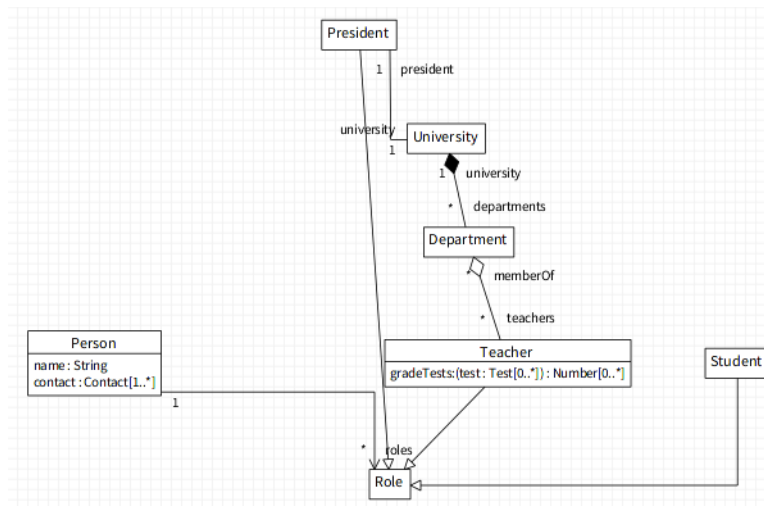 President
1 president
university
University
1
1 university
* departments
Department
* memberOf
* teachers
Person
name : String
contact : Contact[1..*]
Teacher
gradeTests:(test : Test[0..*]) : Number[0..*]
Student
1
* roles
Role